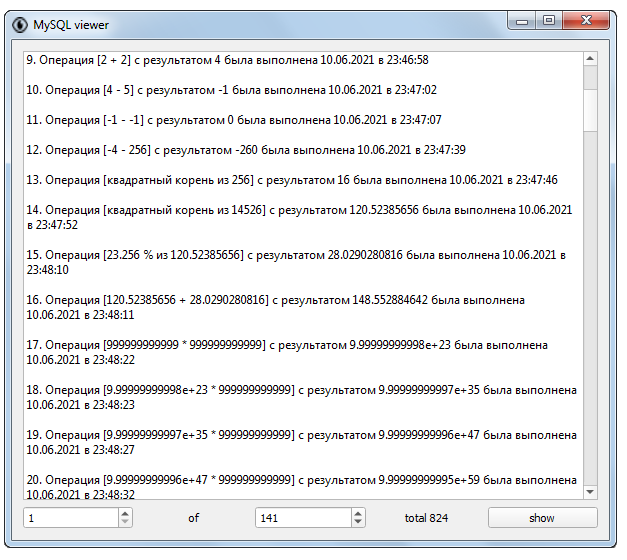 MySQL viewer
9. Операция [2 + 2] с результатом 4 была выполнена 10.06.2021 в 23:46:58
10. Операция [4 - 5] с результатом -1 была выполнена 10.06.2021 в 23:47:02
11. Операция [-1 - -1] с результатом 0 была выполнена 10.06.2021 в 23:47:07
12. Операция [-4 - 256] с результатом -260 была выполнена 10.06.2021 в 23:47:39
13. Операция [квадратный корень из 256] с результатом 16 была выполнена 10.06.2021 в 23:47:46
14. Операция [квадратный корень из 14526] с результатом 120.52385656 была выполнена 10.06.2021
в 23:47:52
15. Операция [23.256 % из 120.52385656] с результатом 28.0290280816 была выполнена 10.06.2021 в
23:48:10
16. Операция [120.52385656 + 28.0290280816] с результатом 148.552884642 была выполнена
10.06.2021 в 23:48:11
17. Операция [999999999999 * 999999999999] с результатом 9.99999999998e+23 была выполнена
10.06.2021 в 23:48:22
18. Операция [9.99999999998e+23 * 999999999999] с результатом 9.99999999997e+35 была выполнена
10.06.2021 в 23:48:23
19. Операция [9.99999999997e+35 * 999999999999] с результатом 9.99999999996e+47 была выполнена
10.06.2021 в 23:48:27
20. Операция [9.99999999996e+47 * 999999999999] с результатом 9.99999999995e+59 была выполнена
10.06.2021 в 23:48:32
1 of 141 total 824 show